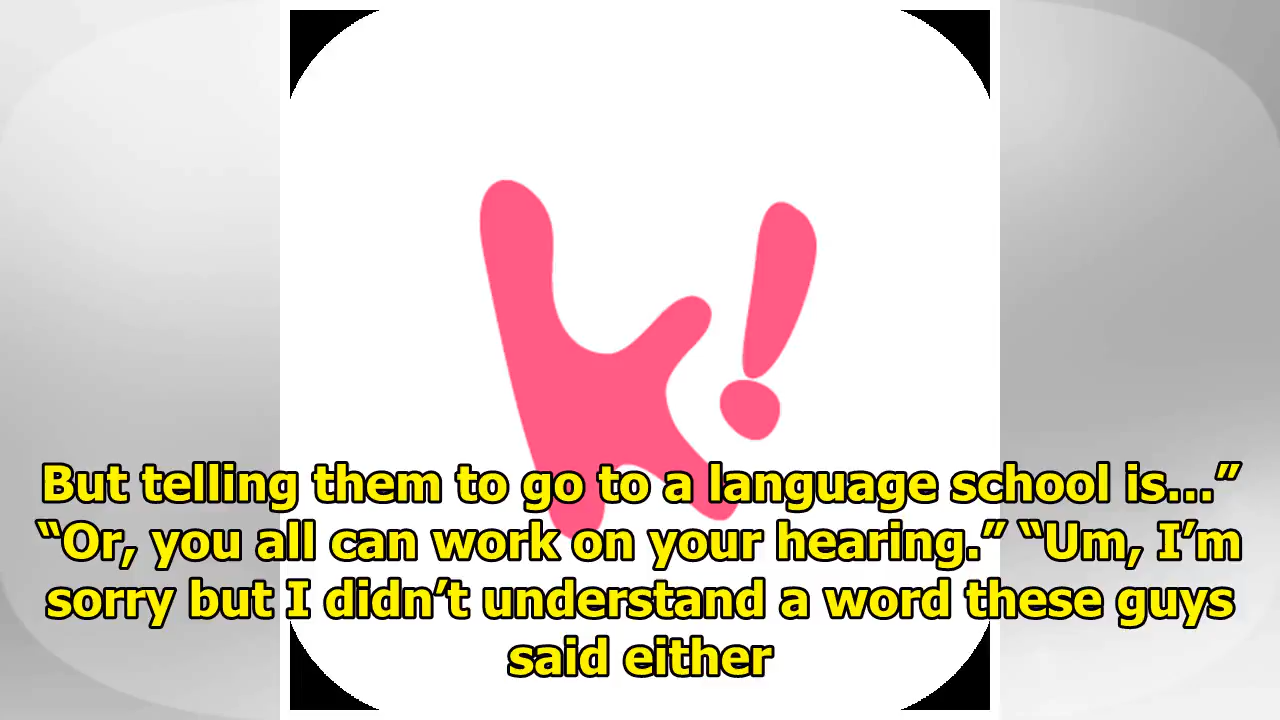 But telling them to go to a language school is...”
“Or, you all can work on your hearing.” “Um, I’m
sorry but I didn’t understand a word these guys
said either
k!